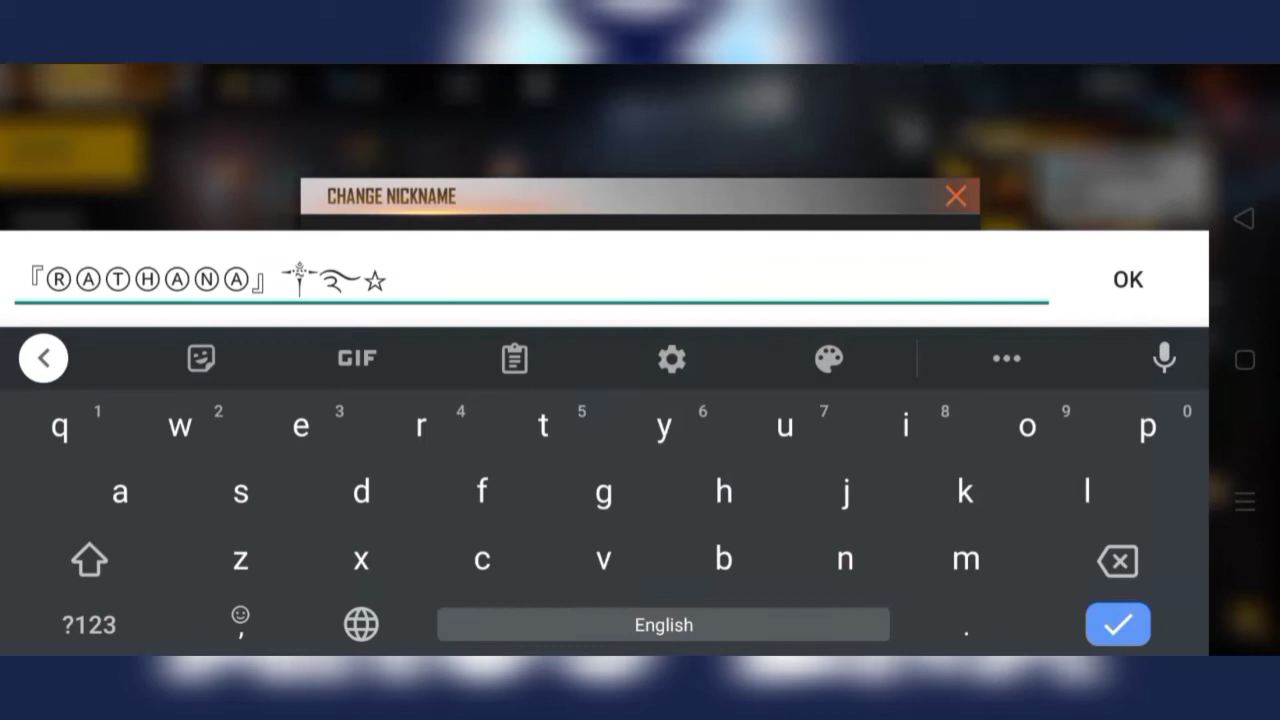 CHANGE NICKNAME
『ⓇⒶⓉⒽⒶⓃⒶ』 ༒࿐☆
OK
GIF
q 1 w 2 e 3 r 4 t 5 y 6 u 7 i 8 o 9 p 0
a s d f g h j k l
z x c v b n m
?123 , English .